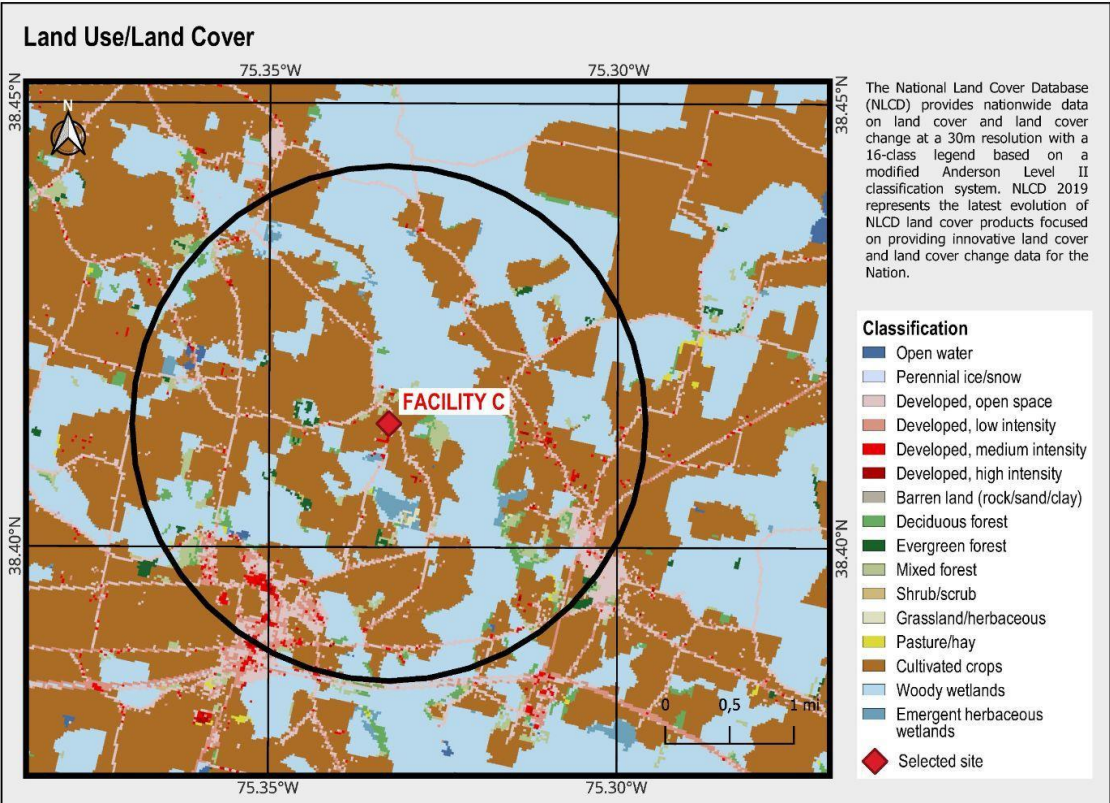 Land Use/Land Cover
75.35°W
75.30°W
38.45°N
38.45°N
N
The National Land Cover Database
(NLCD) provides nationwide data
on land cover and land cover
change at a 30m resolution with a
16-class legend based on a
modified Anderson Level II
classification system. NLCD 2019
represents the latest evolution of
NLCD land cover products focused
on providing innovative land cover
and land cover change data for the
Nation.
FACILITY C
38.40°N
38.40°N
0 0,5 1 mi
75.35°W
75.30°W
Classification
Open water
Perennial ice/snow
Developed, open space
Developed, low intensity
Developed, medium intensity
Developed, high intensity
Barren land (rock/sand/clay)
Deciduous forest
Evergreen forest
Mixed forest
Shrub/scrub
Grassland/herbaceous
Pasture/hay
Cultivated crops
Woody wetlands
Emergent herbaceous
wetlands
Selected site